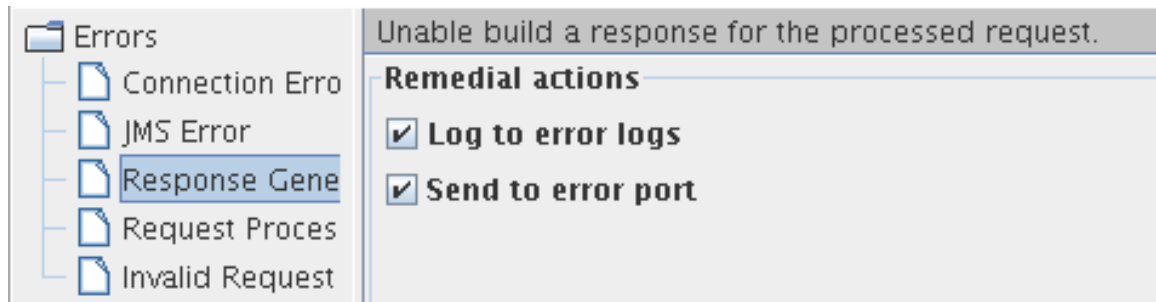 Errors
Connection Erro
JMS Error
Response Gene
Request Proces
Invalid Request
Unable build a response for the processed request.
Remedial actions
Log to error logs
Send to error port